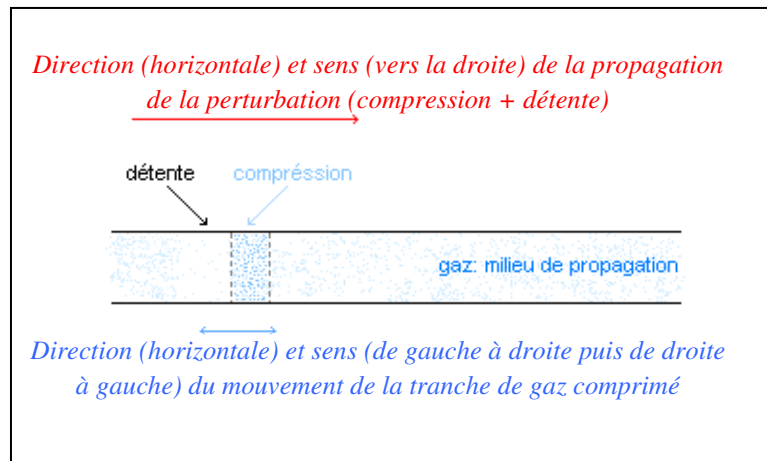 Direction (horizontale) et sens (vers la droite) de la propagation
de la perturbation (compression + détente)
détente
compréssion
gaz: milieu de propagation
Direction (horizontale) et sens (de gauche à droite puis de droite
à gauche) du mouvement de la tranche de gaz comprimé